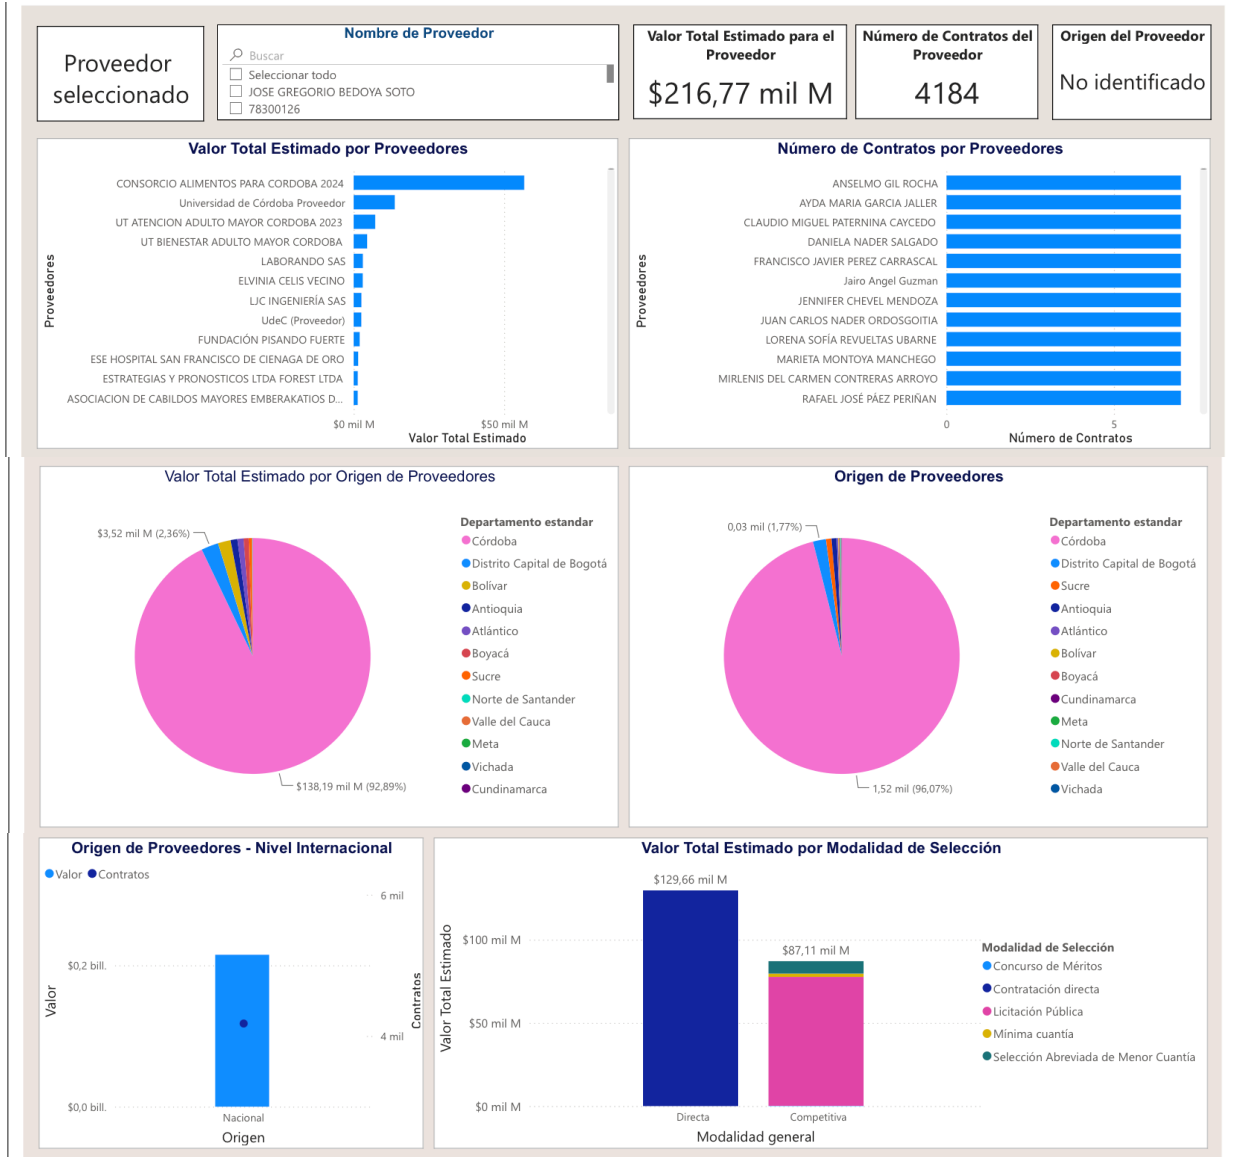 Proveedor
seleccionado
Nombre de Proveedor
Buscar
Seleccionar todo
JOSE GREGORIO BEDOYA SOTO
78300126
Valor Total Estimado para el
Proveedor
$216,77 mil M
Número de Contratos del
Proveedor
4184
Origen del Proveedor
No identificado
Valor Total Estimado por Proveedores
Proveedores
CONSORCIO ALIMENTOS PARA CORDOBA 2024
Universidad de Córdoba Proveedor
UT ATENCION ADULTO MAYOR CORDOBA 2023
UT BIENESTAR ADULTO MAYOR CORDOBA
LABORANDO SAS
ELVINIA CELIS VECINO
LJC INGENIERÍA SAS
UdeC (Proveedor)
FUNDACIÓN PISANDO FUERTE
ESE HOSPITAL SAN FRANCISCO DE CIENAGA DE ORO
ESTRATEGIAS Y PRONOSTICOS LTDA FOREST LTDA
ASOCIACION DE CABILDOS MAYORES EMBERAKATIOS D...
$0 mil M
$50 mil M
Valor Total Estimado
Número de Contratos por Proveedores
Proveedores
ANSELMO GIL ROCHA
AYDA MARIA GARCIA JALLER
CLAUDIO MIGUEL PATERNINA CAYCEDO
DANIELA NADER SALGADO
FRANCISCO JAVIER PEREZ CARRASCAL
Jairo Angel Guzman
JENNIFER CHEVEL MENDOZA
JUAN CARLOS NADER ORDOSGOITIA
LORENA SOFÍA REVUELTAS UBARNE
MARIETA MONTOYA MANCHEGO
MIRLENIS DEL CARMEN CONTRERAS ARROYO
RAFAEL JOSÉ PÁEZ PERIÑAN
0
5
Número de Contratos
Valor Total Estimado por Origen de Proveedores
$3,52 mil M (2,36%)
$138,19 mil M (92,89%)
Departamento estandar
Córdoba
Distrito Capital de Bogotá
Bolívar
Antioquia
Atlántico
Boyacá
Sucre
Norte de Santander
Valle del Cauca
Meta
Vichada
Cundinamarca
Origen de Proveedores
0,03 mil (1,77%)
1,52 mil (96,07%)
Departamento estandar
Córdoba
Distrito Capital de Bogotá
Sucre
Antioquia
Atlántico
Bolívar
Boyacá
Cundinamarca
Meta
Norte de Santander
Valle del Cauca
Vichada
Origen de Proveedores - Nivel Internacional
Valor
Contratos
Valor
$0,2 bill.
$0,0 bill.
6 mil
4 mil
Contratos
Nacional
Origen
Valor Total Estimado por Modalidad de Selección
Valor Total Estimado
$100 mil M
$50 mil M
$0 mil M
$129,66 mil M
$87,11 mil M
Directa
Competitiva
Modalidad general
Modalidad de Selección
Concurso de Méritos
Contratación directa
Licitación Pública
Mínima cuantía
Selección Abreviada de Menor Cuantía